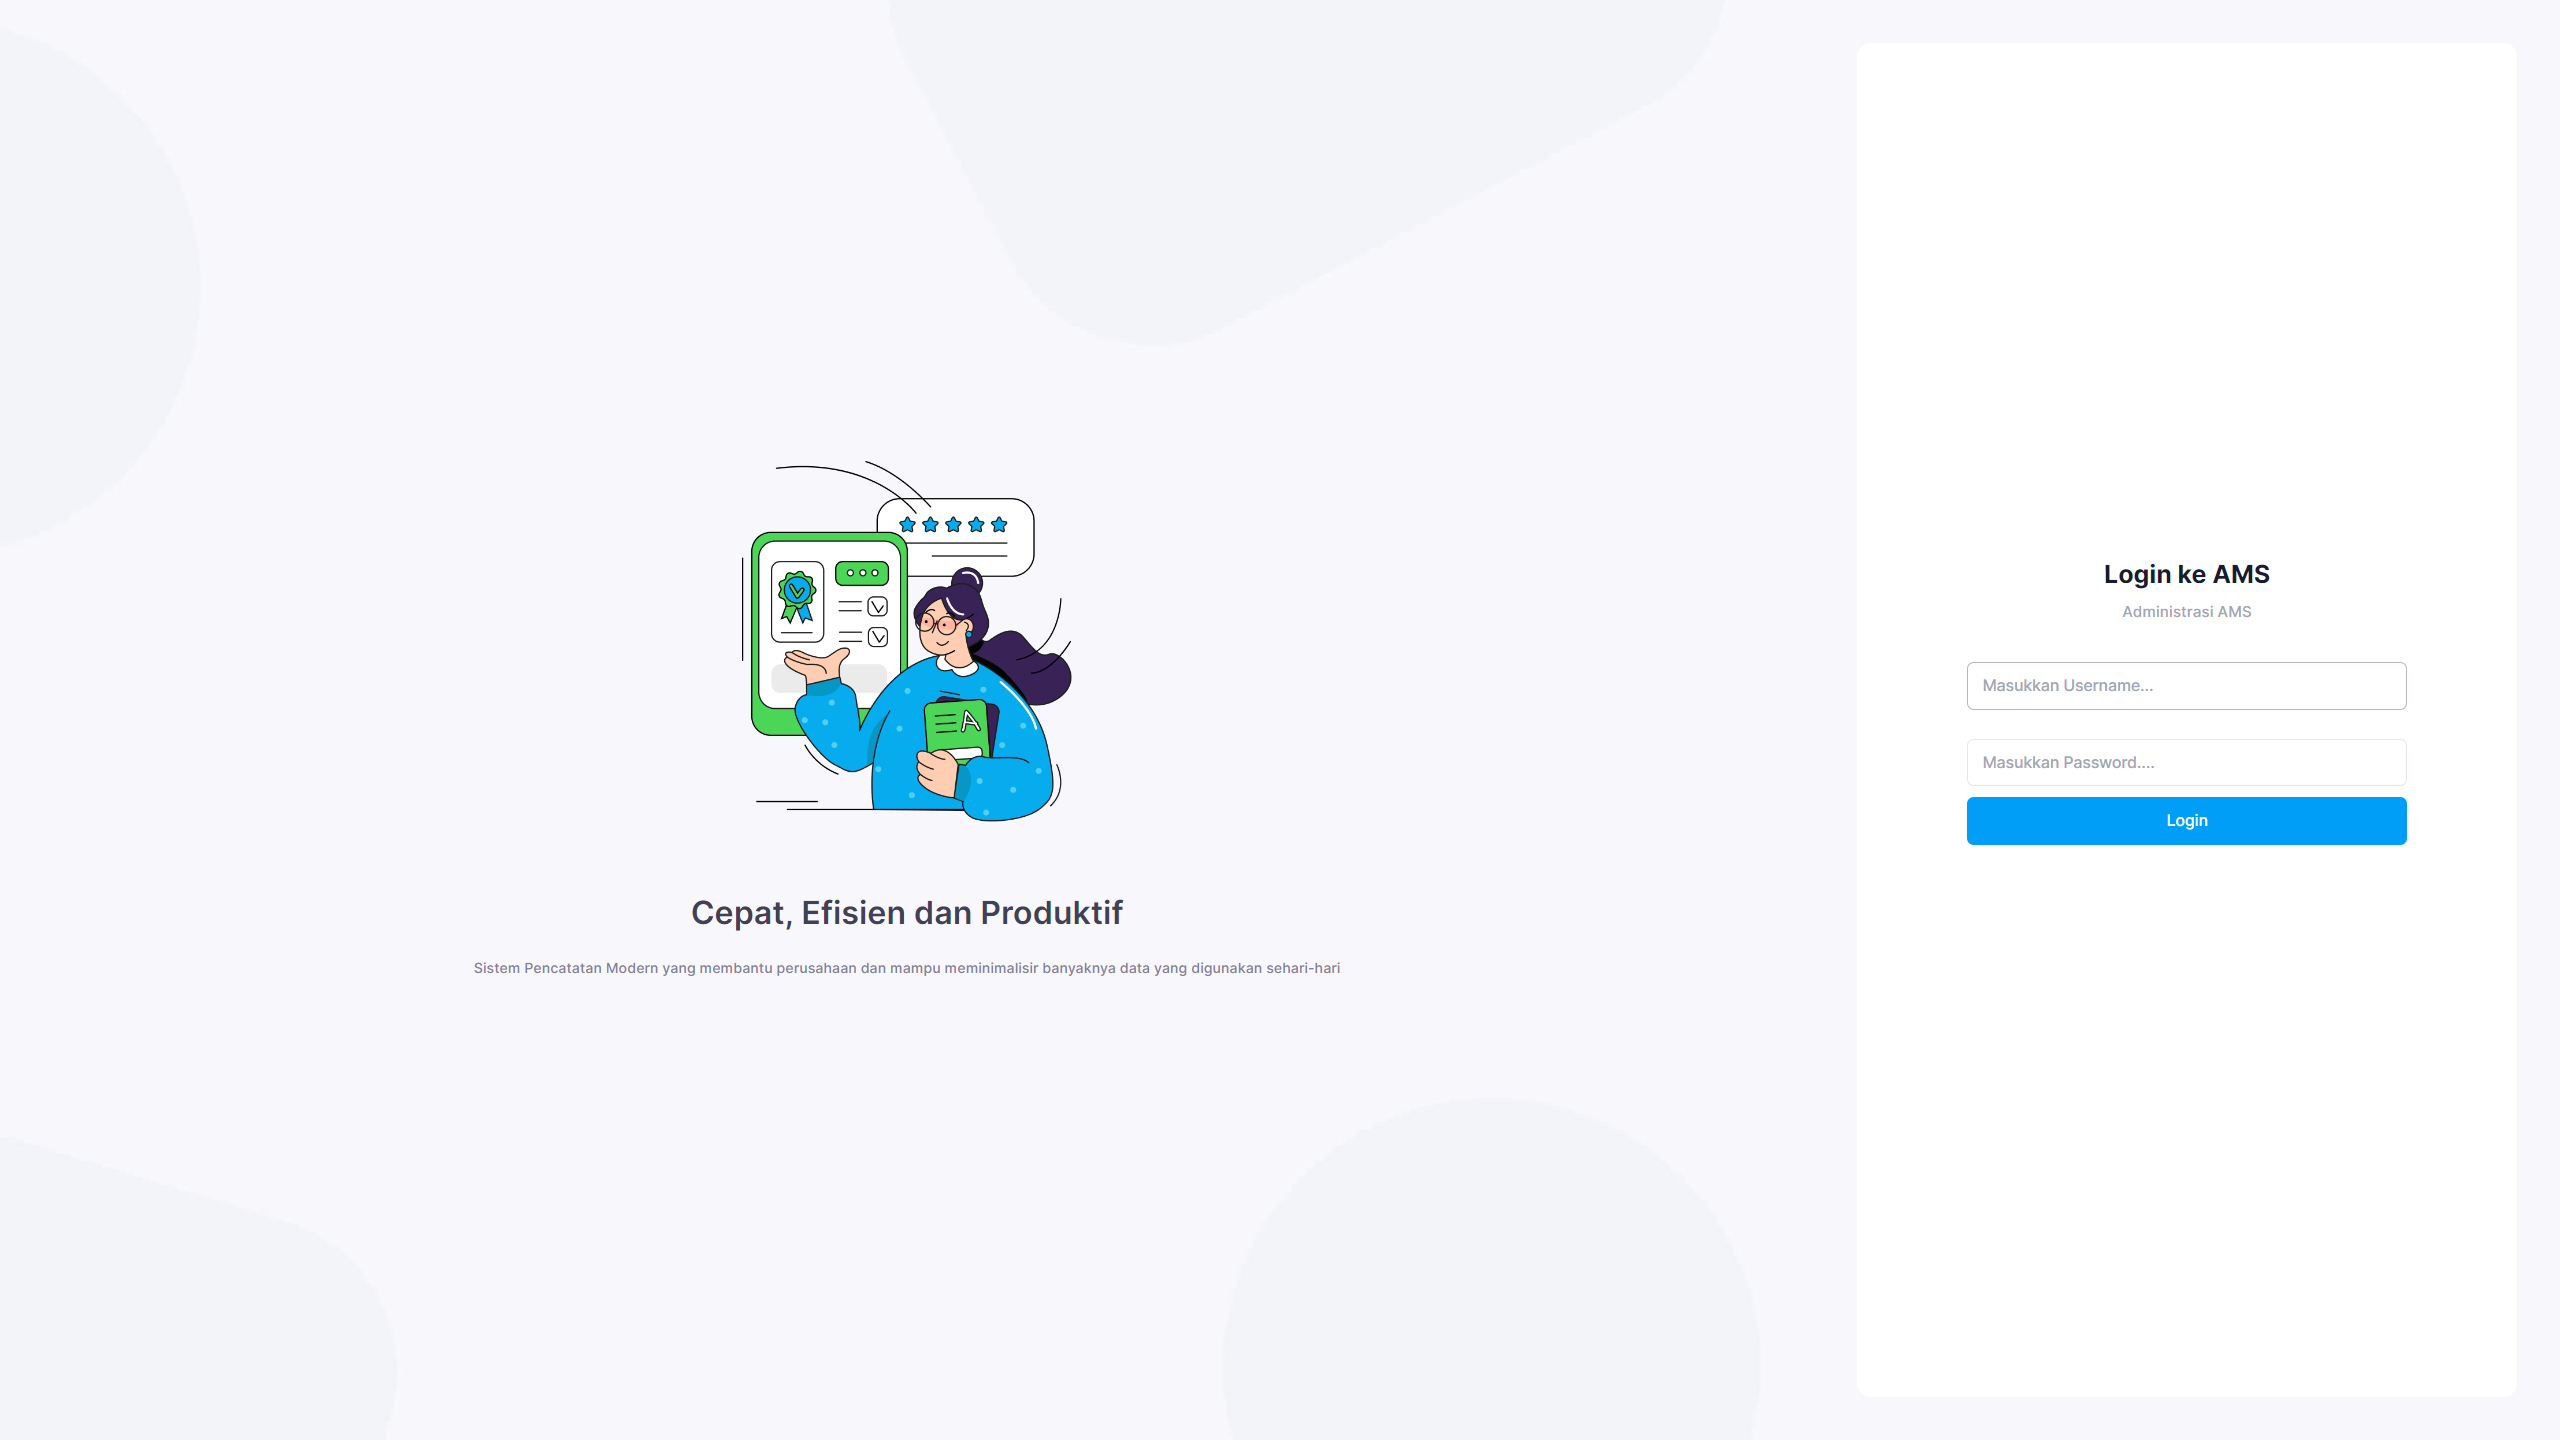 A
Cepat, Efisien dan Produktif
Sistem Pencatatan Modern yang membantu perusahaan dan mampu meminimalisir banyaknya data yang digunakan sehari-hari
Login ke AMS
Administrasi AMS
Masukkan Username...
Masukkan Password....
Login